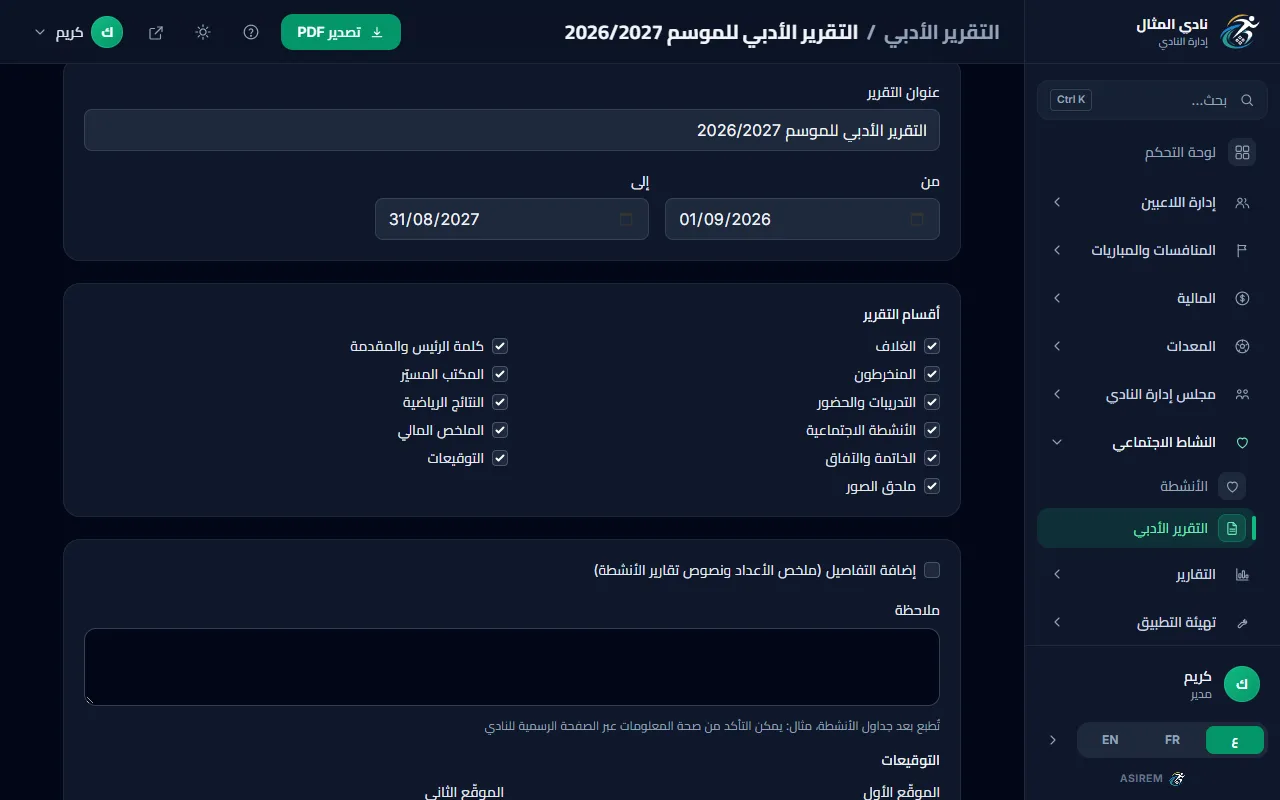 نادي المثال
إدارة النادي
بحث...
Ctrl K
لوحة التحكم
إدارة اللاعبين
المنافسات والمباريات
المالية
المعدات
مجلس إدارة النادي
النشاط الاجتماعي
الأنشطة
التقرير الأدبي
التقارير
تهيئة التطبيق
ك
كريم
مدير
ع
FR
EN
ASIREM
التقرير الأدبي / التقرير الأدبي للموسم 2026/2027
تصدير PDF
ك
كريم
عنوان التقرير
التقرير الأدبي للموسم 2026/2027
من
إلى
01/09/2026
31/08/2027
أقسام التقرير
الغلاف
كلمة الرئيس والمقدمة
المنخرطون
المكتب المسيّر
التدريبات والحضور
النتائج الرياضية
الأنشطة الاجتماعية
الملخص المالي
الخاتمة والآفاق
التوقيعات
ملحق الصور
إضافة التفاصيل (ملخص الأعداد ونصوص تقارير الأنشطة)
ملاحظة
تُطبع بعد جداول الأنشطة، مثال: يمكن التأكد من صحة المعلومات عبر الصفحة الرسمية للنادي
التوقيعات
الموقّع الأول
الموقّع الثاني